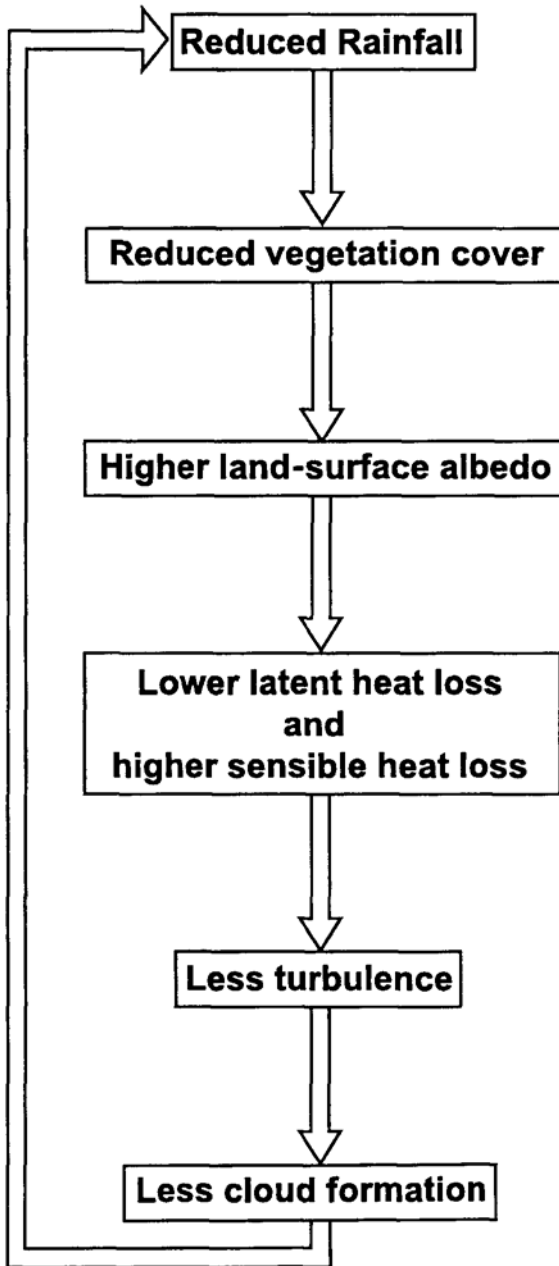 Reduced Rainfall
Reduced vegetation cover
Higher land-surface albedo
Lower latent heat loss
and
higher sensible heat loss
Less turbulence
Less cloud formation